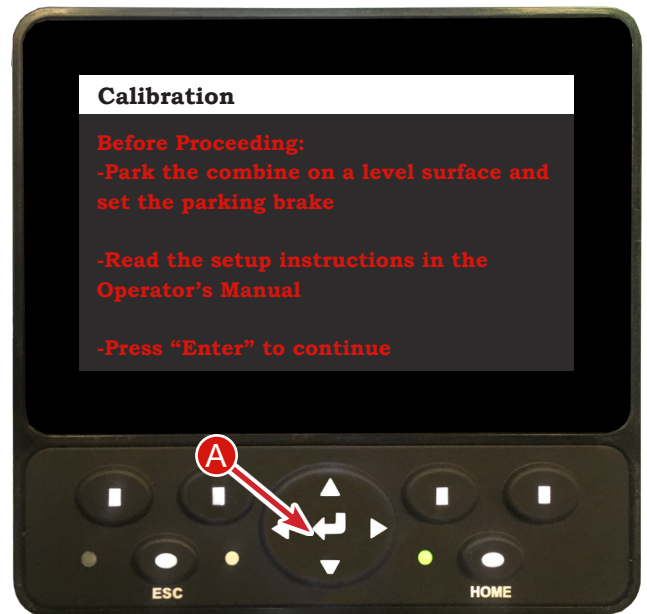 Calibration
Before Proceeding:
-Park the combine on a level surface and
set the parking brake
-Read the setup instructions in the
Operator’s Manual
-Press “Enter” to continue
A
ESC
HOME